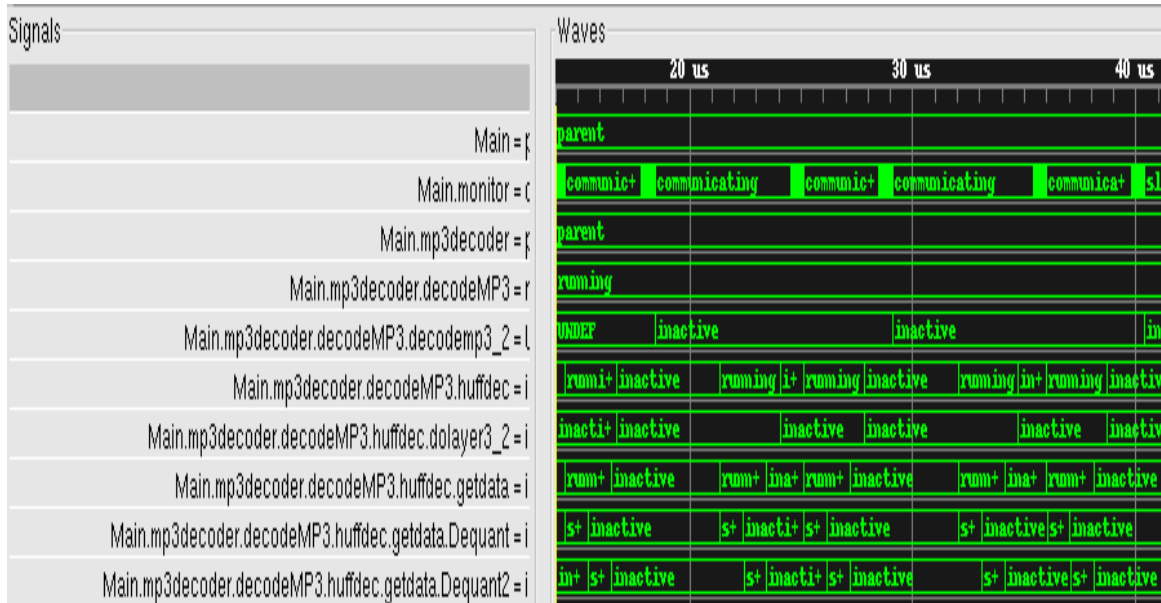 Signals Waves
20 us 30 us 40 us
Main = p parent
Main.monitor = c communic+ communicating communic+ communicating communica+ sl
Main.mp3decoder = p parent
Main.mp3decoder.decodeMP3 = r running
Main.mp3decoder.decodeMP3.decodemp3_2 = U UNDEF inactive inactive in
Main.mp3decoder.decodeMP3.huffdec = i runni+ inactive running i+ running inactive running in+ running inactiv
Main.mp3decoder.decodeMP3.huffdec.dolayer3_2 = i inacti+ inactive inactive inactive inactive inactiv
Main.mp3decoder.decodeMP3.huffdec.getdata = i runn+ inactive runn+ ina+ runn+ inactive runn+ ina+ runn+ inactive
Main.mp3decoder.decodeMP3.huffdec.getdata.Dequant = i s+ inactive s+ inacti+ s+ inactive s+ inactive s+ inactive
Main.mp3decoder.decodeMP3.huffdec.getdata.Dequant2 = i in+ s+ inactive s+ inacti+ s+ inactive s+ inactive s+ inactive